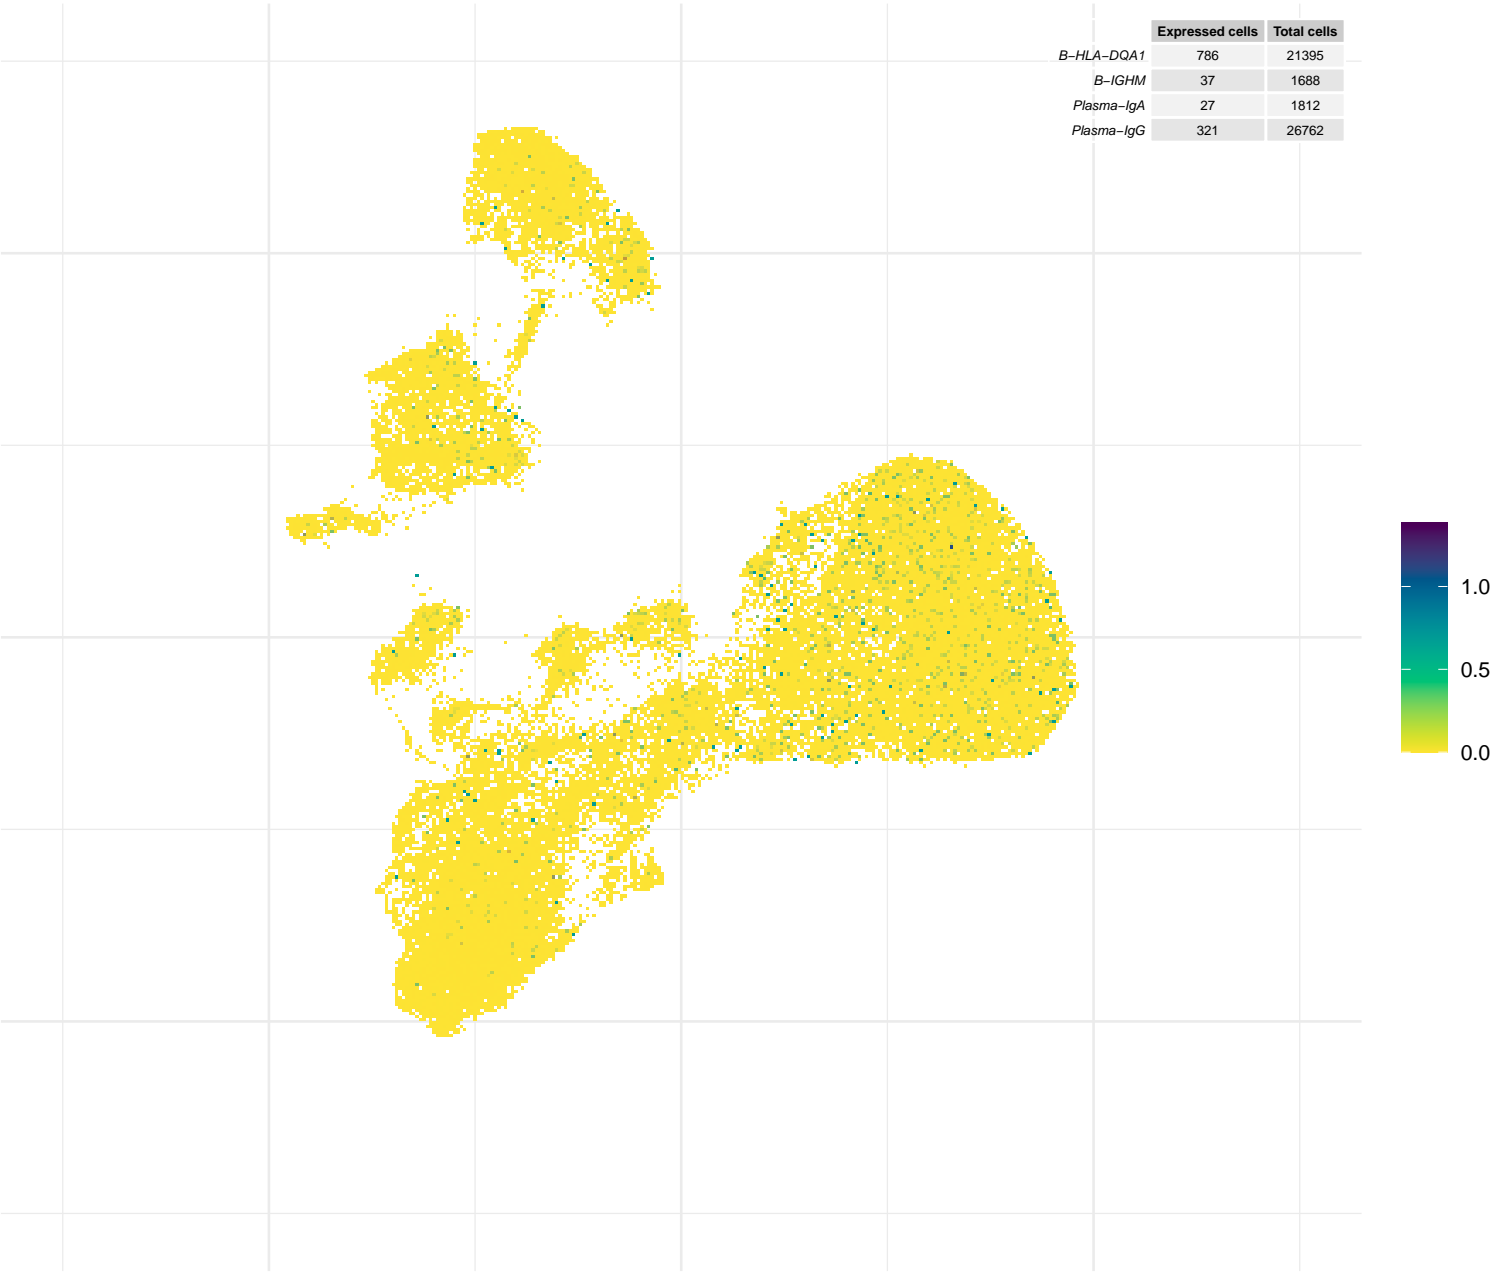 Expressed cells Total cells
B−HLA−DQA1 786 21395
B−IGHM 37 1688
Plasma−IgA 27 1812
Plasma−IgG 321 26762
1.0
0.5
0.0